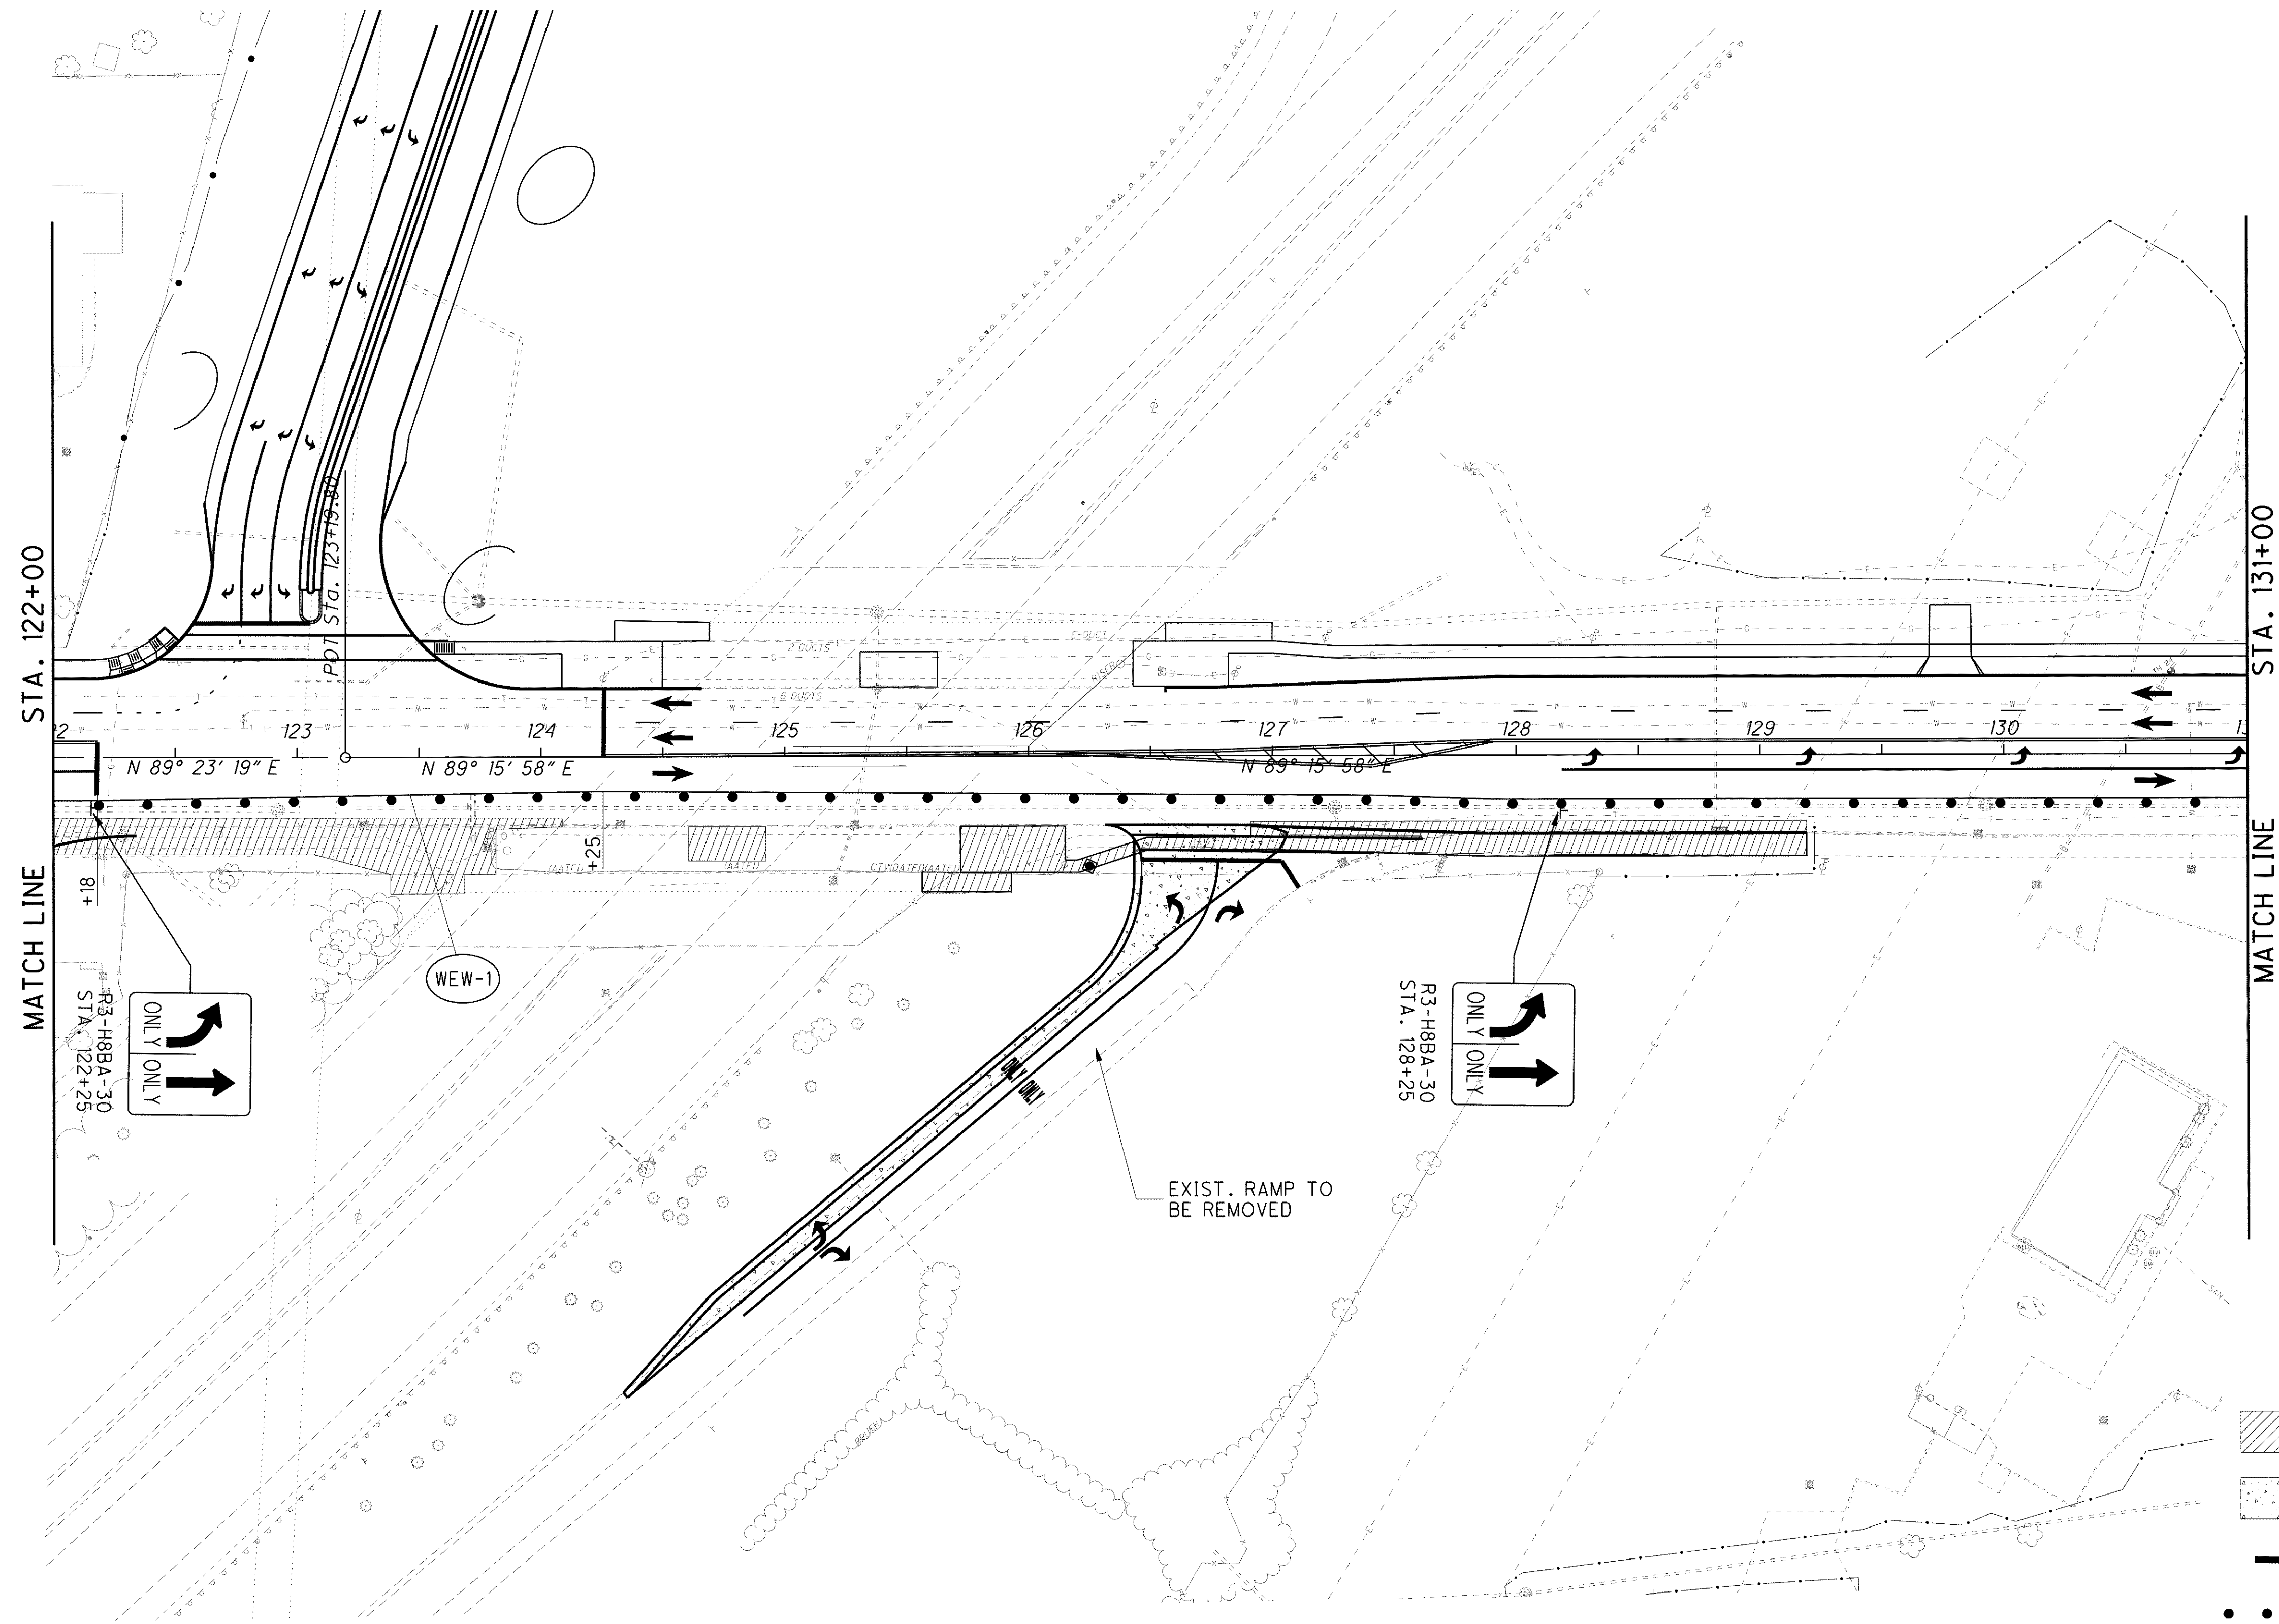 STA. 122+00
MATCH LINE
STA. 131+00
MATCH LINE
POT Sta. 123+19.80
123
124
125
126
127
128
129
130
N 89° 23' 19" E
N 89° 15' 58" E
N 89° 15' 58" E
2 DUCTS
6 DUCTS
E-DUCT
RISER
+18
+25
WEW-1
ONLY
ONLY
R3-H8BA-30
STA. 122+25
ONLY
ONLY
R3-H8BA-30
STA. 128+25
ONLY
ONLY
EXIST. RAMP TO
BE REMOVED
BRUSH
SAN